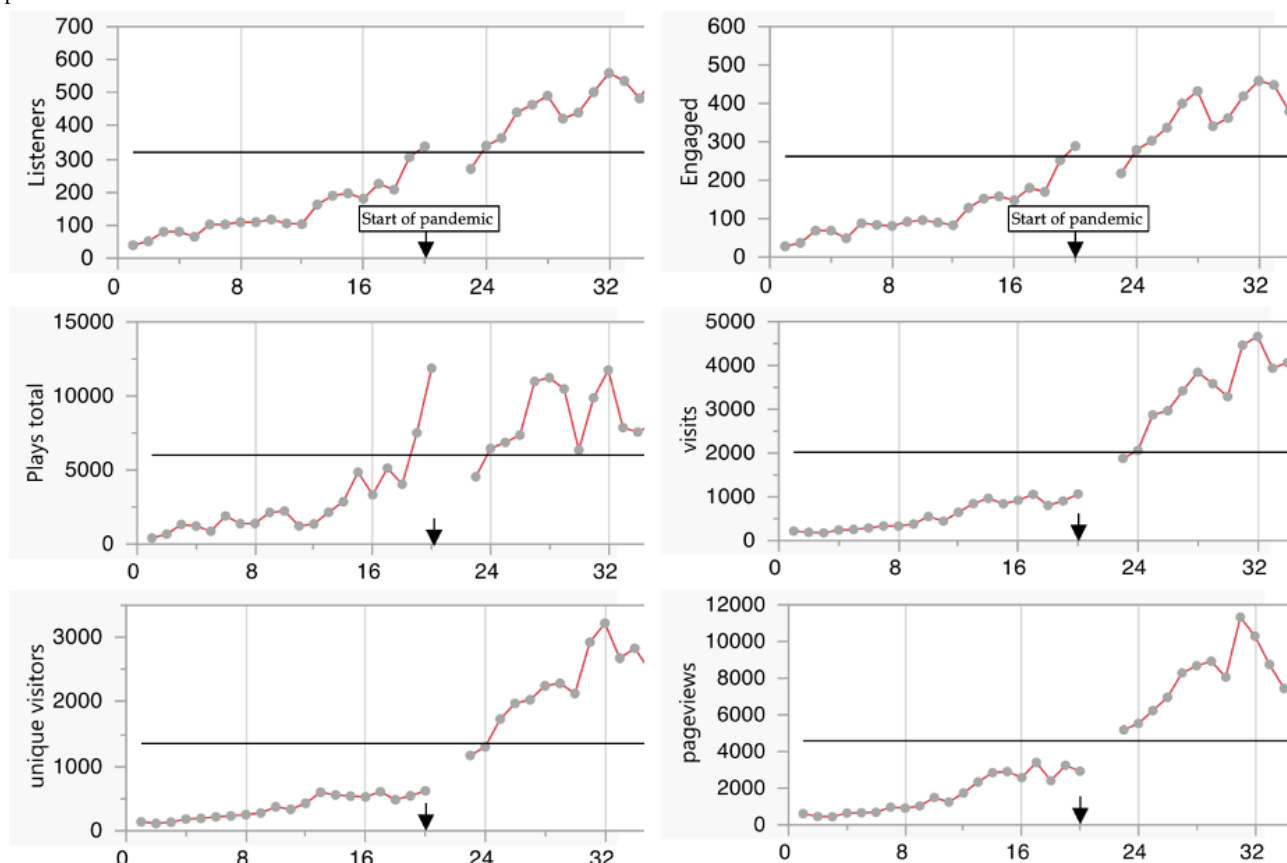 Listeners
700
600
500
400
300
200
100
0
Start of pandemic
0 8 16 24 32
Engaged
600
500
400
300
200
100
0
Start of pandemic
0 8 16 24 32
Plays total
15000
10000
5000
0
0 8 16 24 32
visits
5000
4000
3000
2000
1000
0
0 8 16 24 32
unique visitors
3000
2000
1000
0
0 8 16 24 32
pageviews
12000
10000
8000
6000
4000
2000
0
0 8 16 24 32